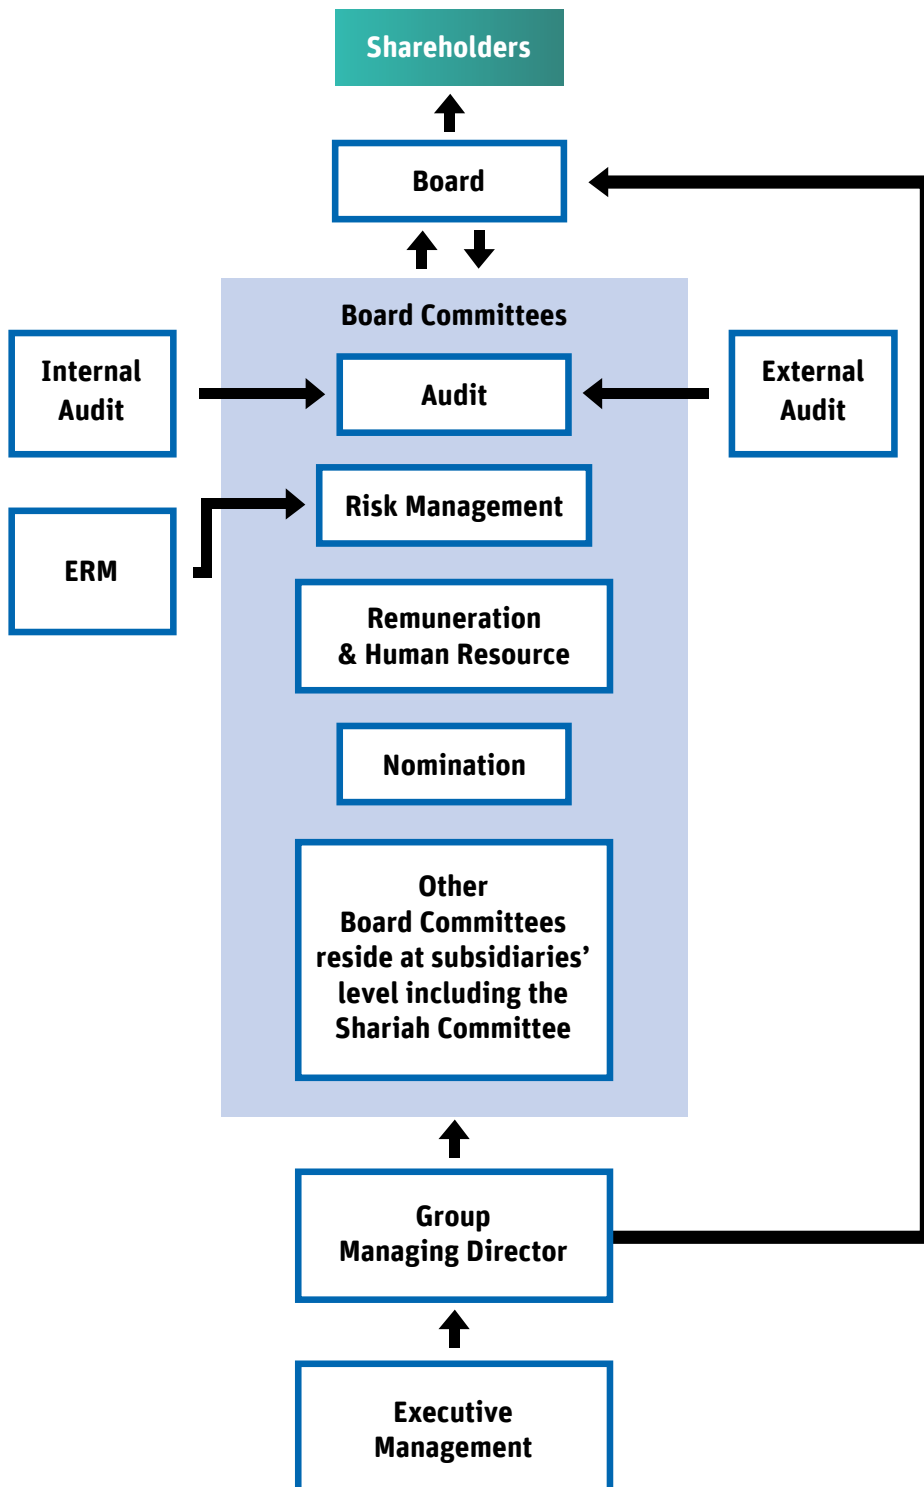 Shareholders
Board
Board Committees
Internal
Audit
Audit
External
Audit
Risk Management
ERM
Remuneration
& Human Resource
Nomination
Other
Board Committees
reside at subsidiaries’
level including the
Shariah Committee
Group
Managing Director
Executive
Management